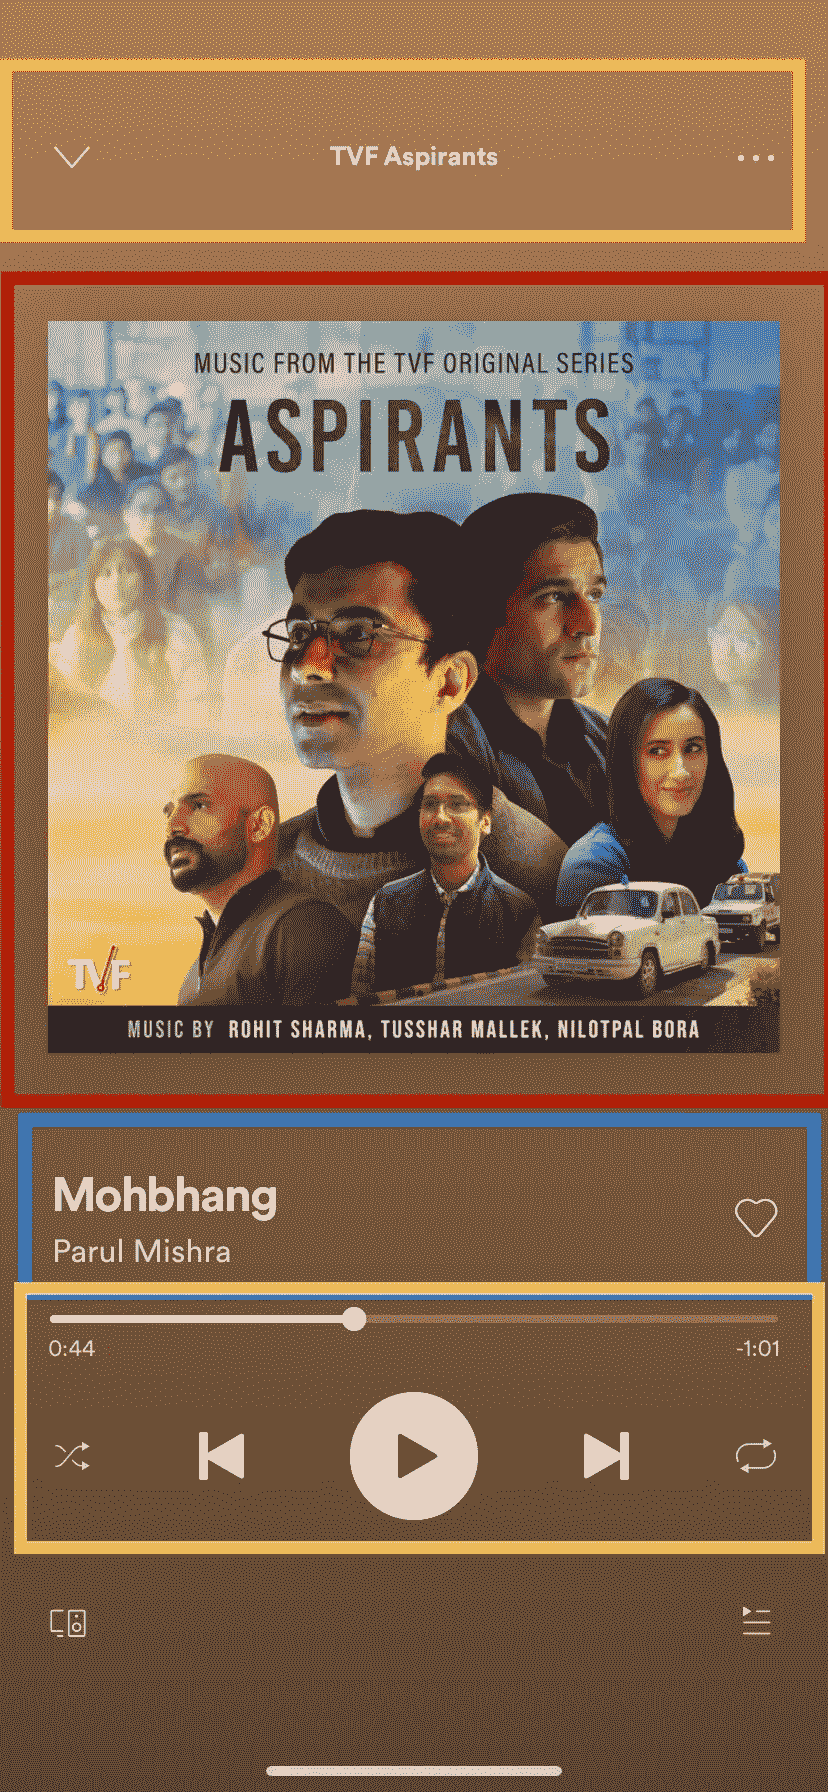 TVF Aspirants
MUSIC FROM THE TVF ORIGINAL SERIES
ASPIRANTS
TVF
MUSIC BY ROHIT SHARMA, TUSSHAR MALLEK, NILOTPAL BORA
Mohbhang
Parul Mishra
0:44 -1:01